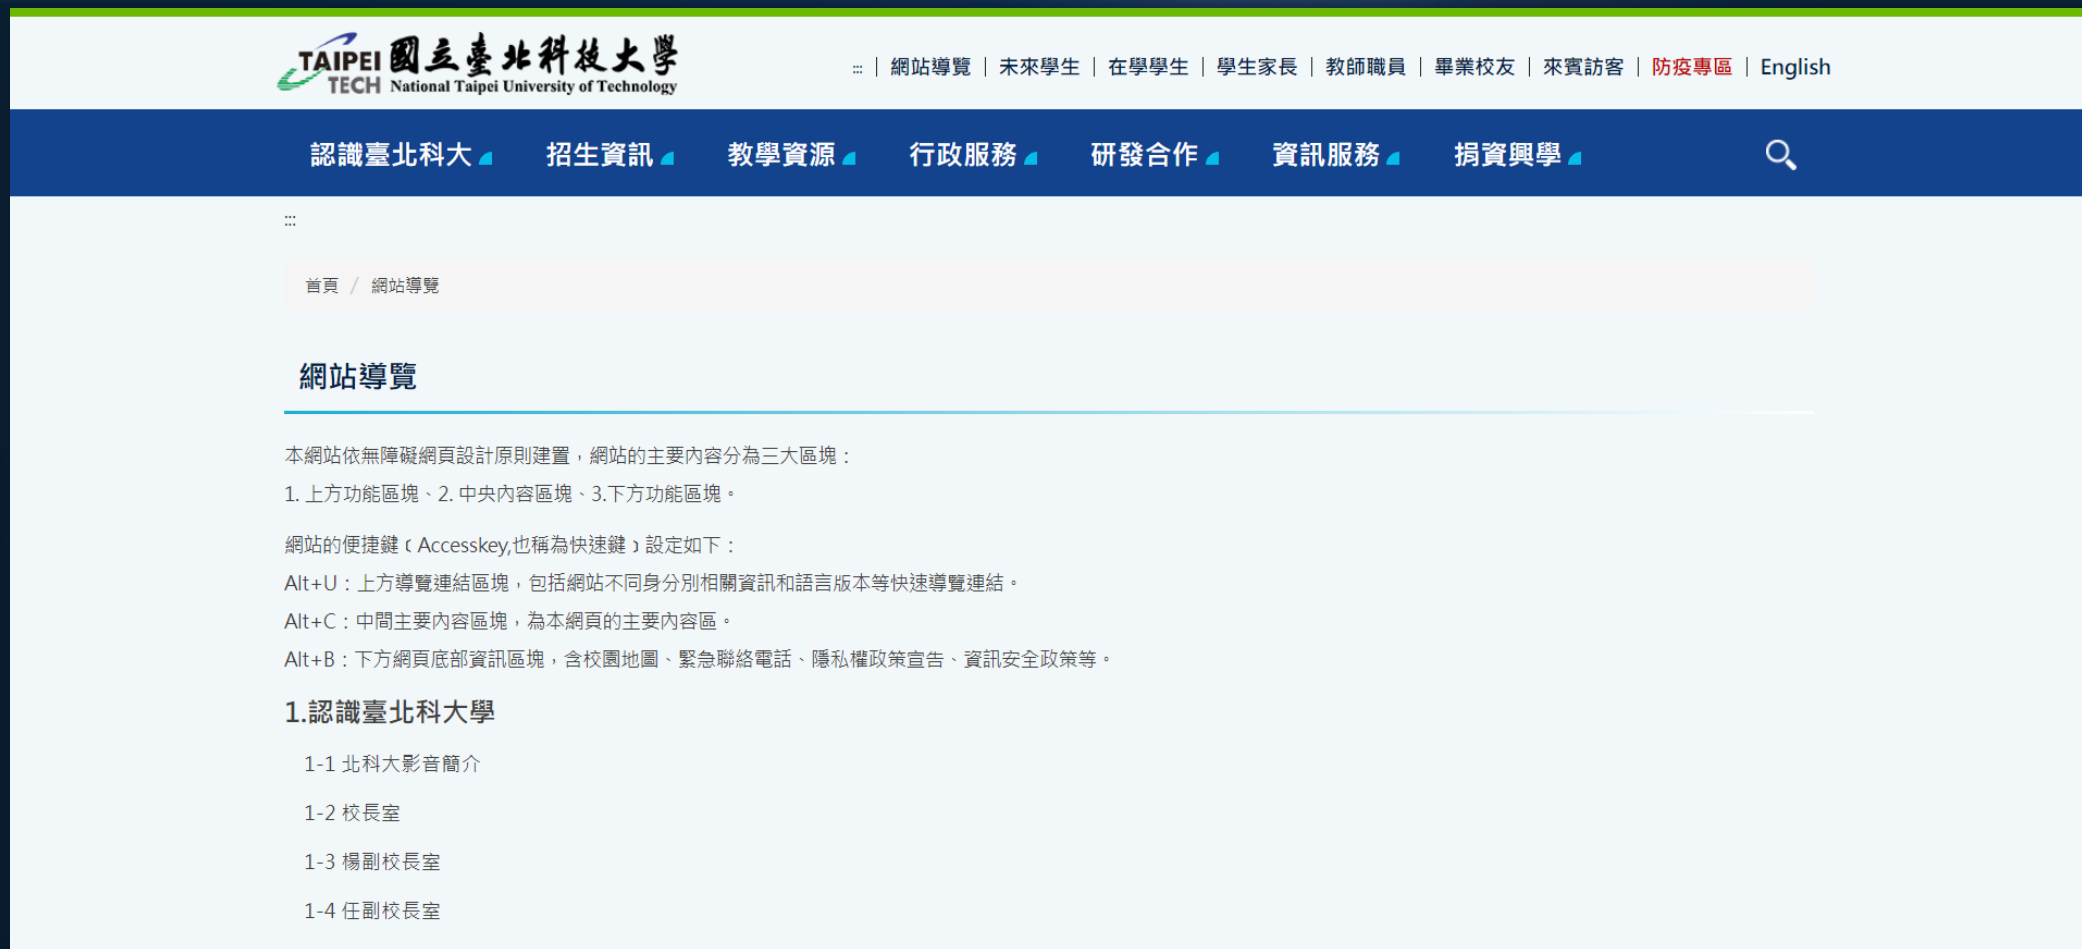 TAIPEI TECH 國立臺北科技大學
National Taipei University of Technology
::: | 網站導覽 | 未來學生 | 在學學生 | 學生家長 | 教師職員 | 畢業校友 | 來賓訪客 | 防疫專區 | English
認識臺北科大 招生資訊 教學資源 行政服務 研發合作 資訊服務 捐資興學
:::
首頁 / 網站導覽
網站導覽
本網站依無障礙網頁設計原則建置，網站的主要內容分為三大區塊：
1. 上方功能區塊、2. 中央內容區塊、3.下方功能區塊。
網站的便捷鍵﹝Accesskey,也稱為快速鍵﹞設定如下：
Alt+U：上方導覽連結區塊，包括網站不同身分別相關資訊和語言版本等快速導覽連結。
Alt+C：中間主要內容區塊，為本網頁的主要內容區。
Alt+B：下方網頁底部資訊區塊，含校園地圖、緊急聯絡電話、隱私權政策宣告、資訊安全政策等。
1.認識臺北科大學
1-1 北科大影音簡介
1-2 校長室
1-3 楊副校長室
1-4 任副校長室